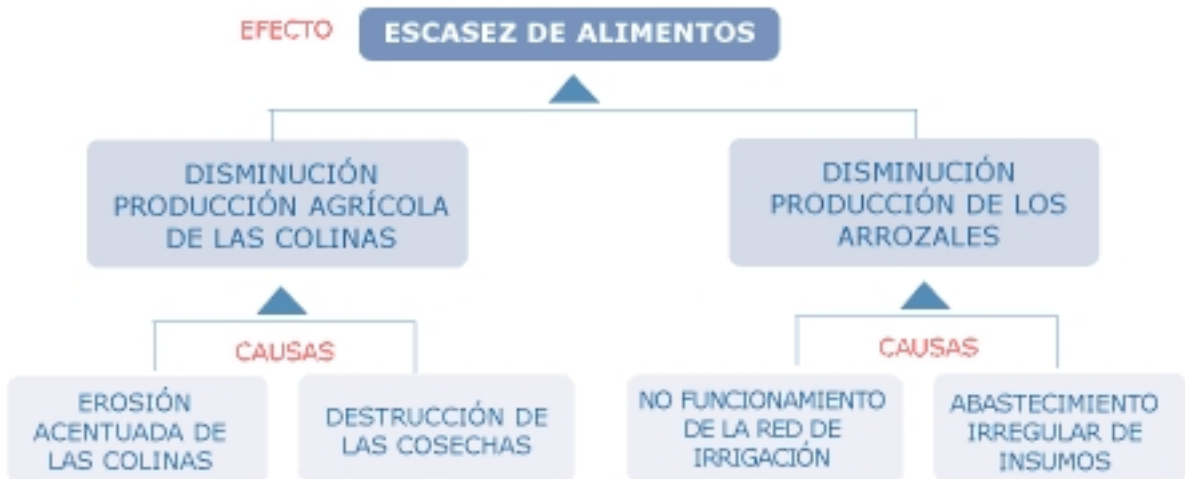 EFECTO
ESCASEZ DE ALIMENTOS
DISMINUCIÓN
PRODUCCIÓN AGRÍCOLA
DE LAS COLINAS
DISMINUCIÓN
PRODUCCIÓN DE LOS
ARROZALES
CAUSAS
CAUSAS
EROSIÓN
ACENTUADA DE
LAS COLINAS
DESTRUCCIÓN DE
LAS COSECHAS
NO FUNCIONAMIENTO
DE LA RED DE
IRRIGACIÓN
ABASTECIMIENTO
IRREGULAR DE
INSUMOS